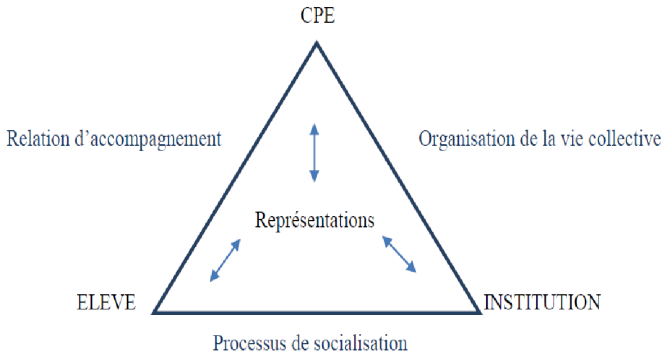 CPE
Relation d'accompagnement
Organisation de la vie collective
Représentations
ELEVE
INSTITUTION
Processus de socialisation